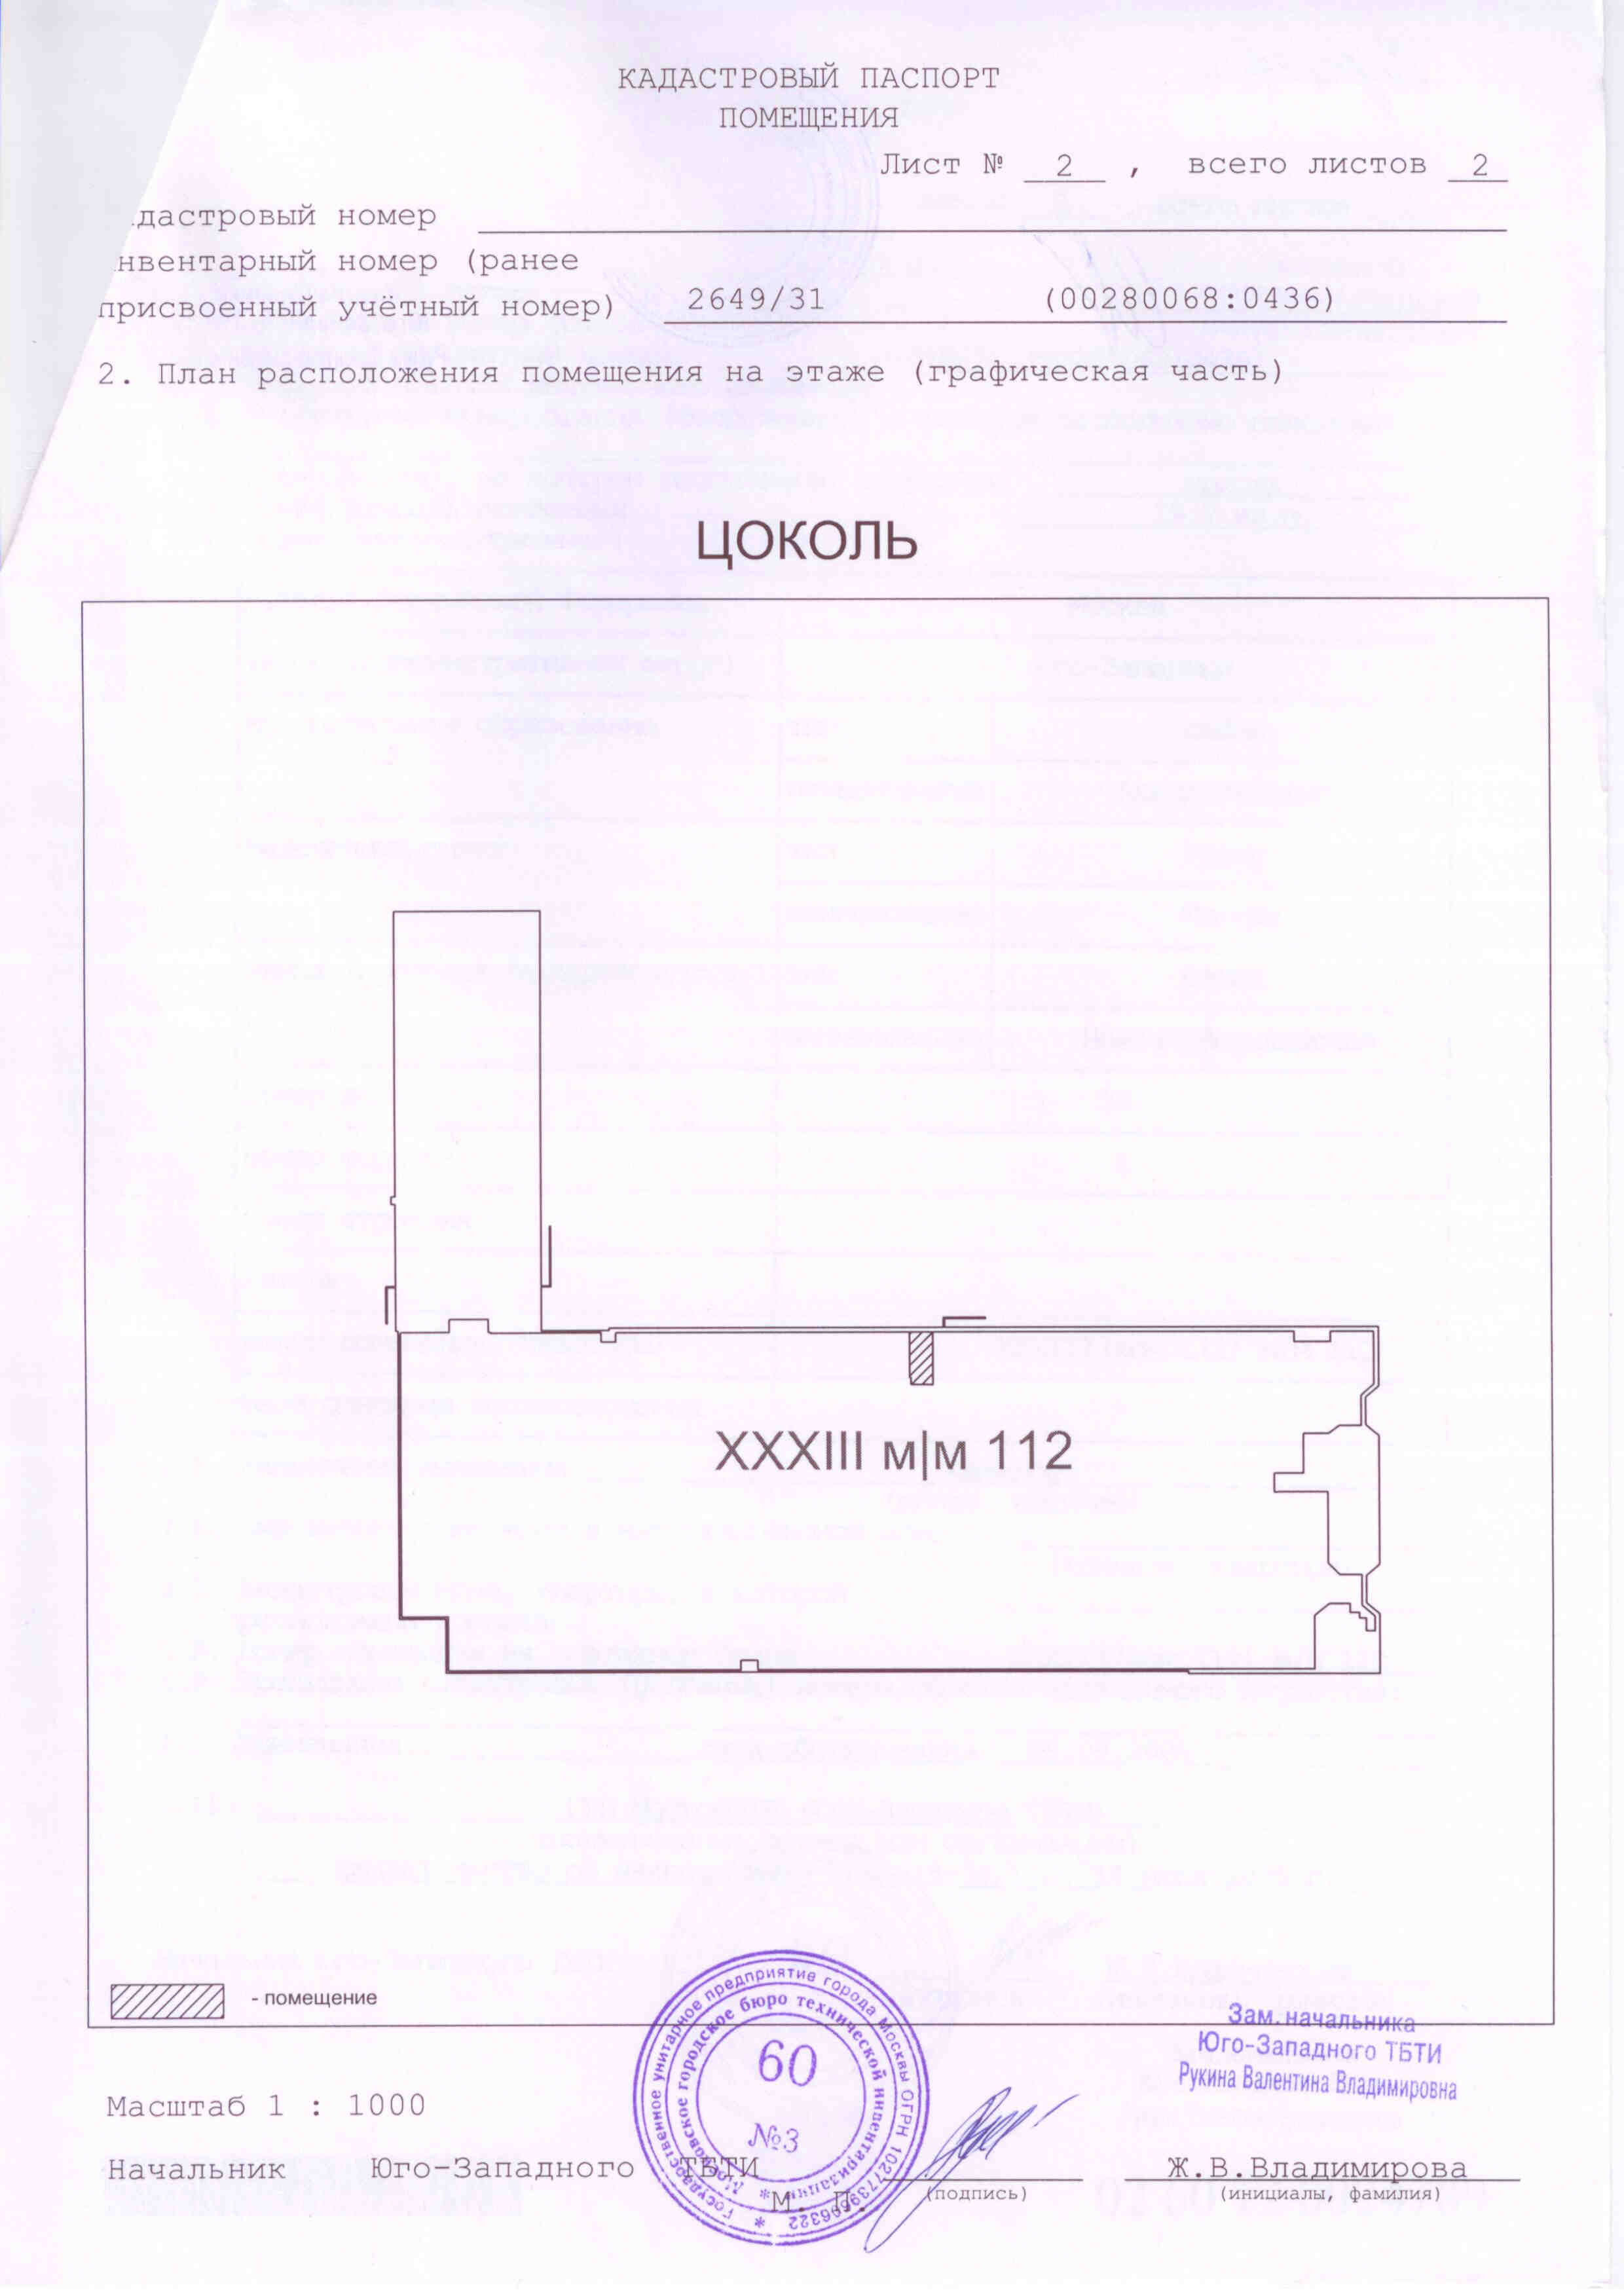 КАДАСТРОВЫЙ ПАСПОРТ
ПОМЕЩЕНИЯ
Лист № 2 , всего листов 2
дастровый номер
нвентарный номер (ранее
присвоенный учётный номер) 2649/31 (00280068:0436)
2. План расположения помещения на этаже (графическая часть)
ЦОКОЛЬ
XXXIII м|м 112
- помещение
Государственное унитарное предприятие города Москвы ОГРН 1027739596322 *
Московское городское бюро технической инвентаризации *
60
№3
Зам. начальника
Юго-Западного ТБТИ
Рукина Валентина Владимировна
Масштаб 1 : 1000
Начальник Юго-Западного ТБТИ Ж.В.Владимирова
М. П. (подпись) (инициалы, фамилия)